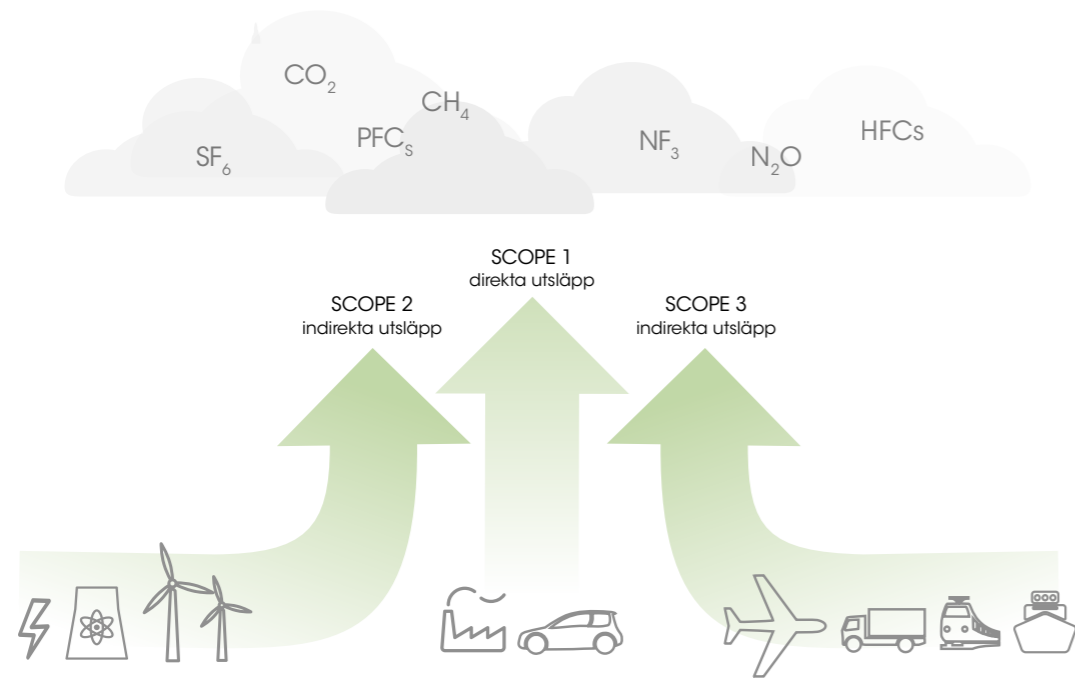 CO₂
CH₄
PFCₛ
SF₆
NF₃
N₂O
HFCs
SCOPE 1
direkta utsläpp
SCOPE 2
indirekta utsläpp
SCOPE 3
indirekta utsläpp